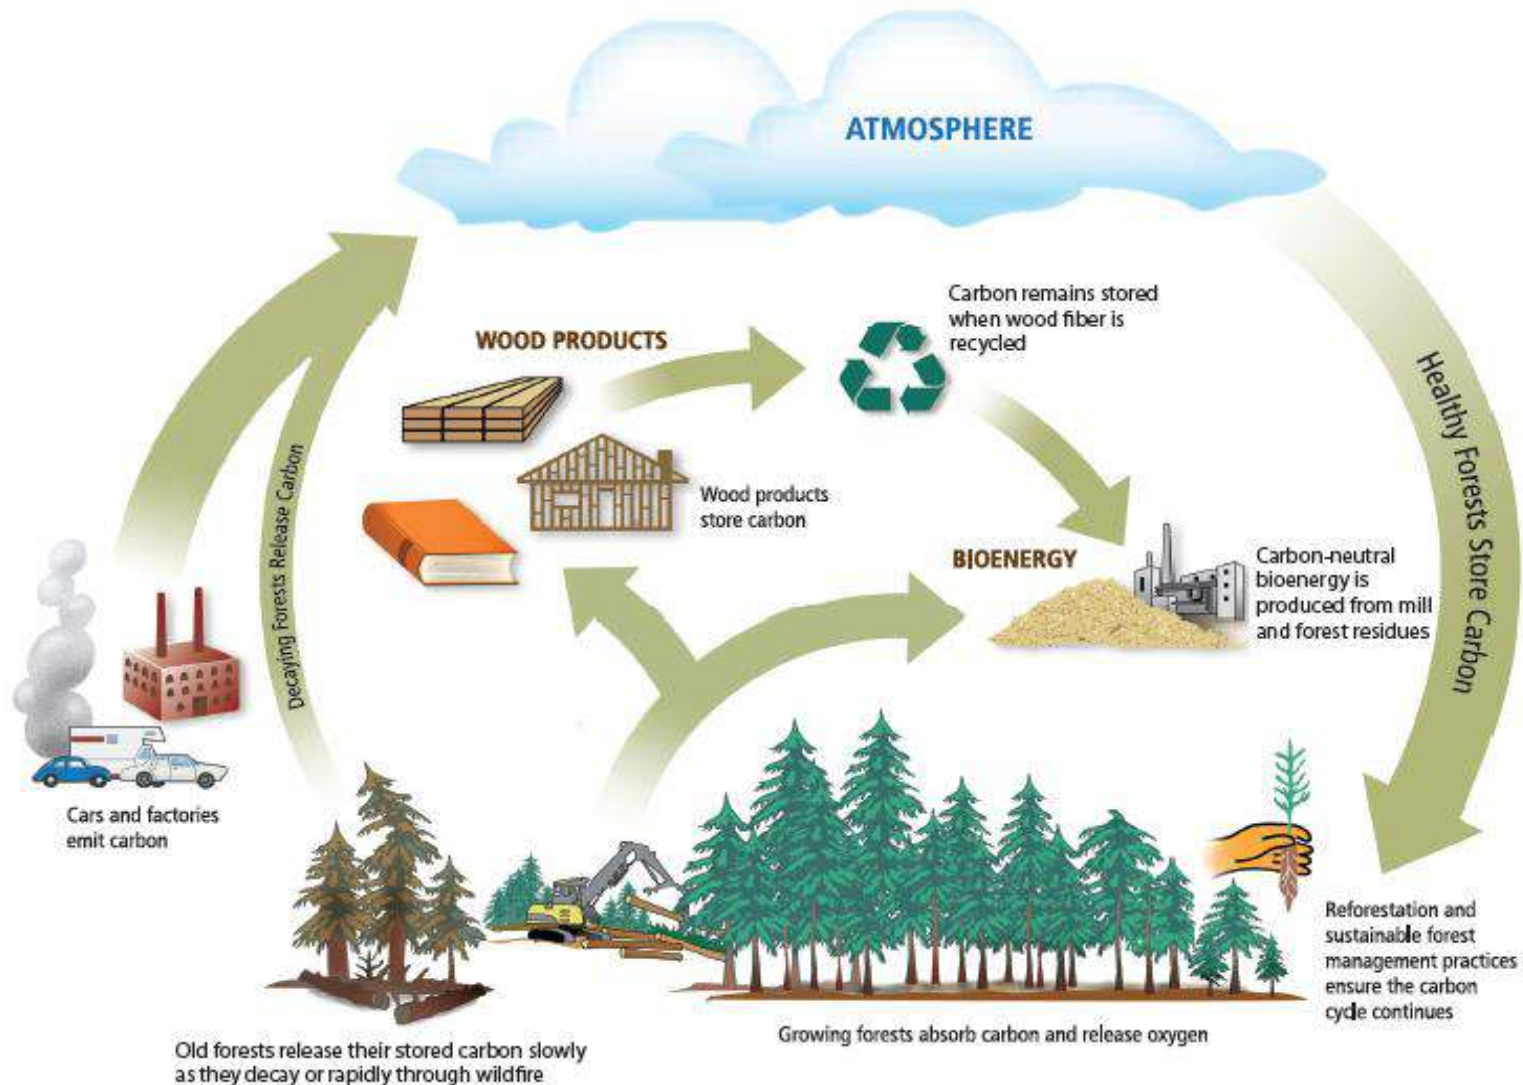 ATMOSPHERE
Carbon remains stored
when wood fiber is
recycled
WOOD PRODUCTS
Wood products
store carbon
BIOENERGY
Carbon-neutral
bioenergy is
produced from mill
and forest residues
Healthy Forests Store Carbon
Decaying Forests Release Carbon
Cars and factories
emit carbon
Reforestation and
sustainable forest
management practices
ensure the carbon
cycle continues
Growing forests absorb carbon and release oxygen
Old forests release their stored carbon slowly
as they decay or rapidly through wildfire